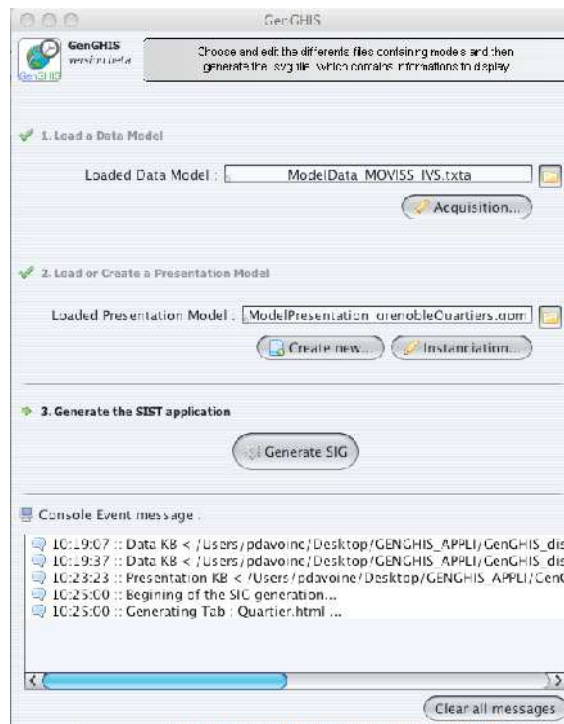 GenGHIS
GenGHIS
version beta
GenGHIS
Choose and edit the differents files containing models and then
generate the .svg file, which contains informations to display
1. Load a Data Model
Loaded Data Model :
ModelData_MOVISS_IVS.txta
Acquisition...
2. Load or Create a Presentation Model
Loaded Presentation Model :
ModelPresentation_grenobleQuartiers.gpm
Create new...
Instanciation...
3. Generate the SIST application
Generate SIG
Console Event message :
10:19:07 :: Data KB < /Users/pdavoine/Desktop/GENGHIS_APPLI/GenGHIS_dis
10:19:37 :: Data KB < /Users/pdavoine/Desktop/GENGHIS_APPLI/GenGHIS_dis
10:23:23 :: Presentation KB < /Users/pdavoine/Desktop/GENGHIS_APPLI/GenG
10:25:00 :: Begining of the SIG generation...
10:25:00 :: Generating Tab : Quartier.html ...
Clear all messages